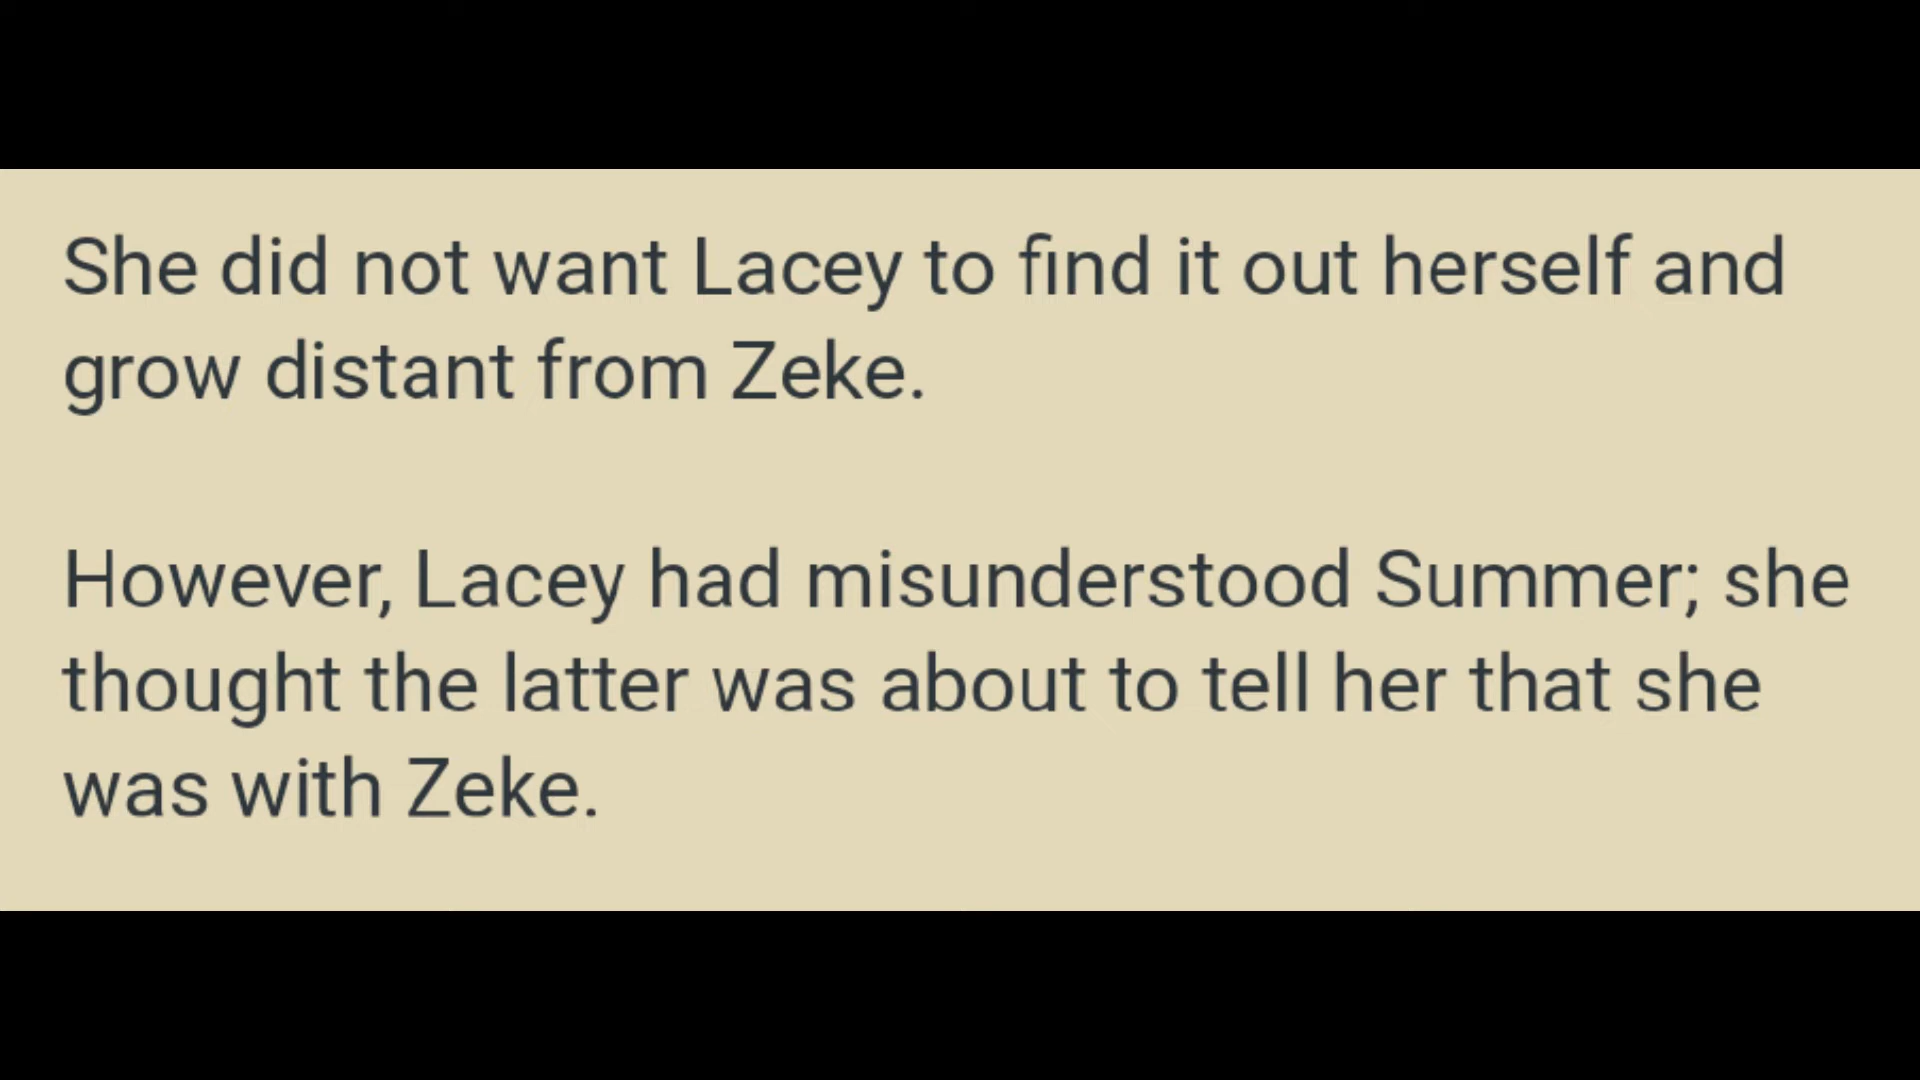 She did not want Lacey to find it out herself and
grow distant from Zeke.
However, Lacey had misunderstood Summer; she
thought the latter was about to tell her that she
was with Zeke.